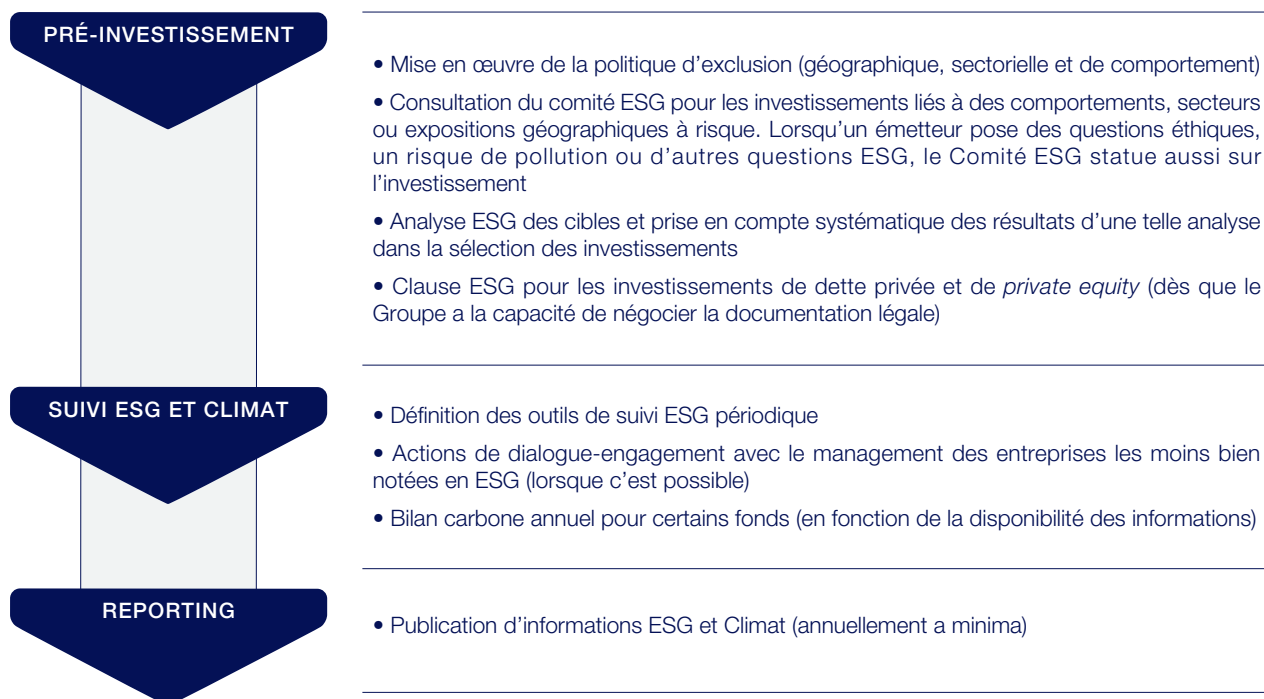 PRÉ-INVESTISSEMENT
• Mise en œuvre de la politique d’exclusion (géographique, sectorielle et de comportement)
• Consultation du comité ESG pour les investissements liés à des comportements, secteurs
ou expositions géographiques à risque. Lorsqu’un émetteur pose des questions éthiques,
un risque de pollution ou d’autres questions ESG, le Comité ESG statue aussi sur
l’investissement
• Analyse ESG des cibles et prise en compte systématique des résultats d’une telle analyse
dans la sélection des investissements
• Clause ESG pour les investissements de dette privée et de private equity (dès que le
Groupe a la capacité de négocier la documentation légale)
SUIVI ESG ET CLIMAT
• Définition des outils de suivi ESG périodique
• Actions de dialogue-engagement avec le management des entreprises les moins bien
notées en ESG (lorsque c’est possible)
• Bilan carbone annuel pour certains fonds (en fonction de la disponibilité des informations)
REPORTING
• Publication d’informations ESG et Climat (annuellement a minima)